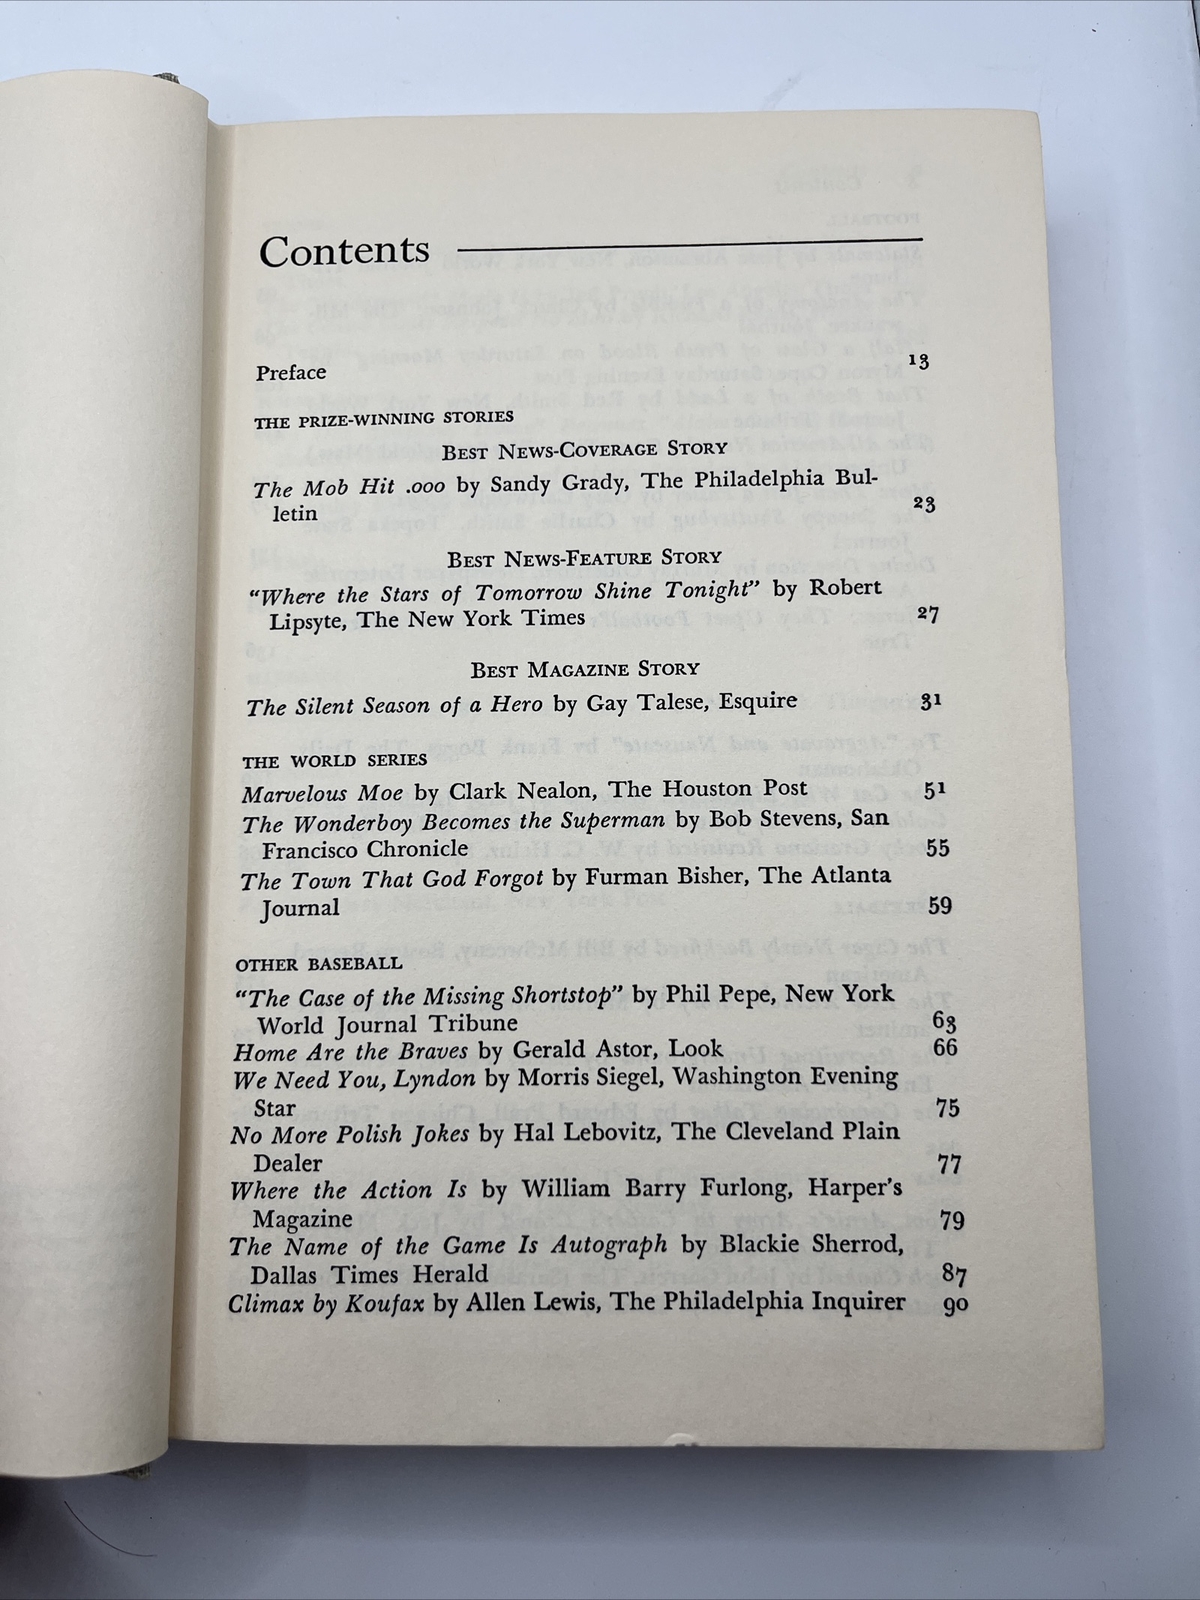 Contents
Preface 13
THE PRIZE-WINNING STORIES
BEST NEWS-COVERAGE STORY
The Mob Hit .000 by Sandy Grady, The Philadelphia Bul-
letin 23
BEST NEWS-FEATURE STORY
“Where the Stars of Tomorrow Shine Tonight” by Robert
Lipsyte, The New York Times 27
BEST MAGAZINE STORY
The Silent Season of a Hero by Gay Talese, Esquire 31
THE WORLD SERIES
Marvelous Moe by Clark Nealon, The Houston Post 51
The Wonderboy Becomes the Superman by Bob Stevens, San
Francisco Chronicle 55
The Town That God Forgot by Furman Bisher, The Atlanta
Journal 59
OTHER BASEBALL
“The Case of the Missing Shortstop” by Phil Pepe, New York
World Journal Tribune 63
Home Are the Braves by Gerald Astor, Look 66
We Need You, Lyndon by Morris Siegel, Washington Evening
Star 75
No More Polish Jokes by Hal Lebovitz, The Cleveland Plain
Dealer 77
Where the Action Is by William Barry Furlong, Harper's
Magazine 79
The Name of the Game Is Autograph by Blackie Sherrod,
Dallas Times Herald 87
Climax by Koufax by Allen Lewis, The Philadelphia Inquirer 90